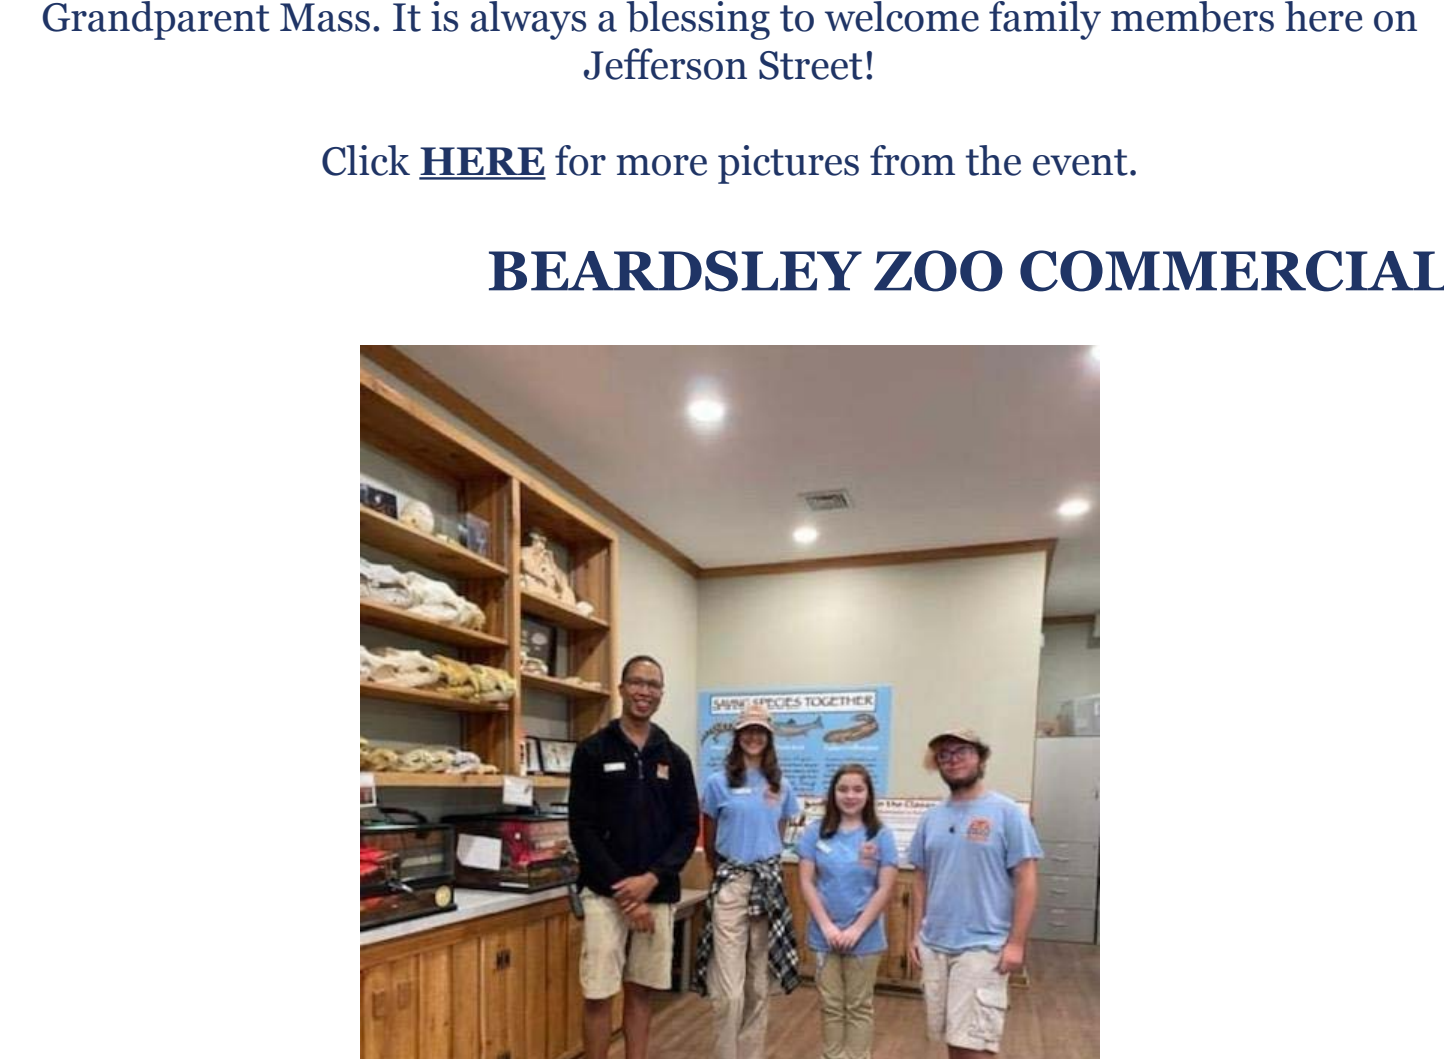 Grandparent Mass. It is always a blessing to welcome family members here on
Jefferson Street!
Click HERE for more pictures from the event.
BEARDSLEY ZOO COMMERCIAL
SAVING SPECIES TOGETHER